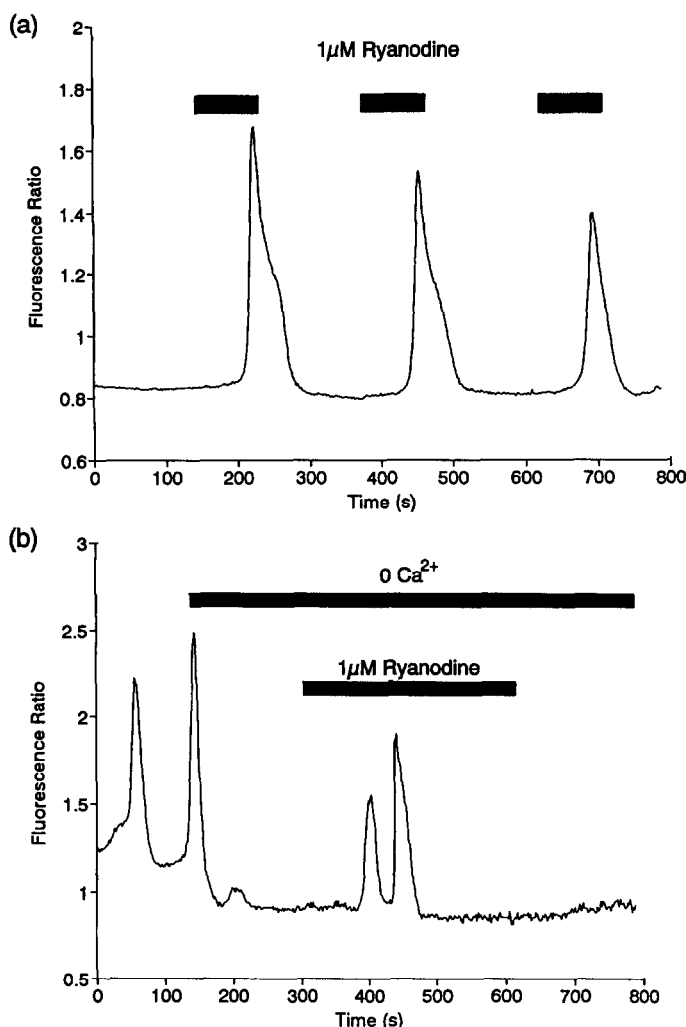 (a)
2
1µM Ryanodine
1.8
1.6
1.4
1.2
1
0.8
0.6
Fluorescence Ratio
0 100 200 300 400 500 600 700 800
Time (s)
(b)
3
0 Ca²⁺
2.5
1µM Ryanodine
2
1.5
1
0.5
Fluorescence Ratio
0 100 200 300 400 500 600 700 800
Time (s)